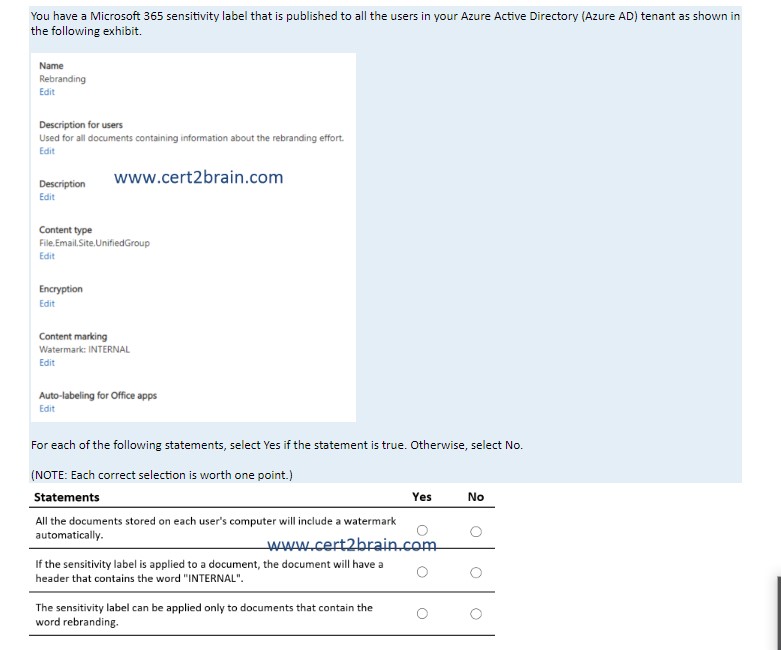 You have a Microsoft 365 sensitivity label that is published to all the users in your Azure Active Directory (Azure AD) tenant as shown in
the following exhibit.
Name
Rebranding
Edit
Description for users
Used for all documents containing information about the rebranding effort.
Edit
www.cert2brain.com
Description
Edit
Content type
File,Email,Site,UnifiedGroup
Edit
Encryption
Edit
Content marking
Watermark: INTERNAL
Edit
Auto-labeling for Office apps
Edit
For each of the following statements, select Yes if the statement is true. Otherwise, select No.
(NOTE: Each correct selection is worth one point.)
Statements Yes No
All the documents stored on each user's computer will include a watermark
automatically.
www.cert2brain.com
If the sensitivity label is applied to a document, the document will have a
header that contains the word "INTERNAL".
The sensitivity label can be applied only to documents that contain the
word rebranding.